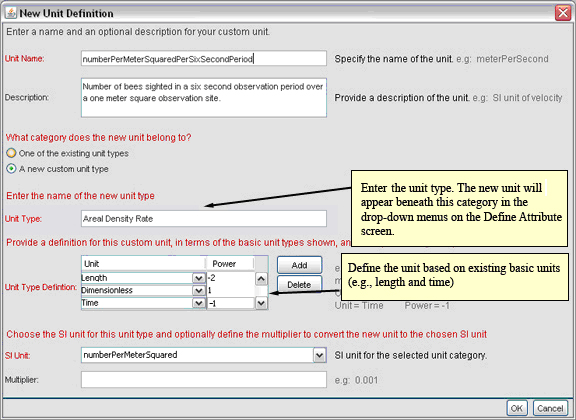 New Unit Definition
Enter a name and an optional description for your custom unit.
Unit Name: numberPerMeterSquaredPerSixSecondPeriod Specify the name of the unit. e.g: meterPerSecond
Description: Number of bees sighted in a six second observation period over
a one meter square observation site.
Provide a description of the unit. e.g: SI unit of velocity
What category does the new unit belong to?
One of the existing unit types
A new custom unit type
Enter the name of the new unit type
Unit Type: Areal Density Rate
Enter the unit type. The new unit will
appear beneath this category in the
drop-down menus on the Define Attribute
screen.
Provide a definition for this custom unit, in terms of the basic unit types shown, an
Unit Power
Unit Type Defintion: Length -2
Dimensionless 1
Time -1
Add
Delete
Define the unit based on existing basic units
(e.g., length and time)
Unit = Time Power = -1
Choose the SI unit for this unit type and optionally define the multiplier to convert the new unit to the chosen SI unit
SI Unit: numberPerMeterSquared SI unit for the selected unit category.
Multiplier: e.g: 0.001
OK Cancel